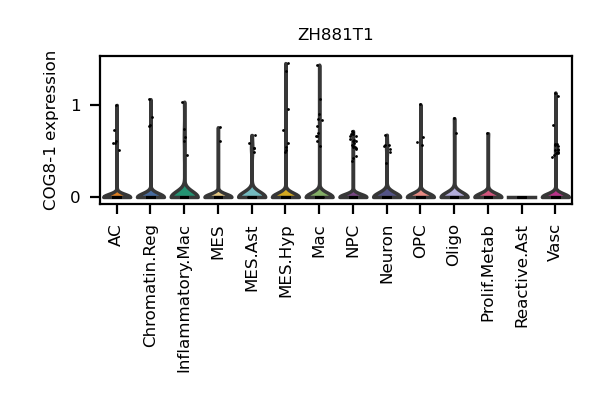 ZH881T1
COG8-1 expression
1
0
AC
Chromatin.Reg
Inflammatory.Mac
MES
MES.Ast
MES.Hyp
Mac
NPC
Neuron
OPC
Oligo
Prolif.Metab
Reactive.Ast
Vasc